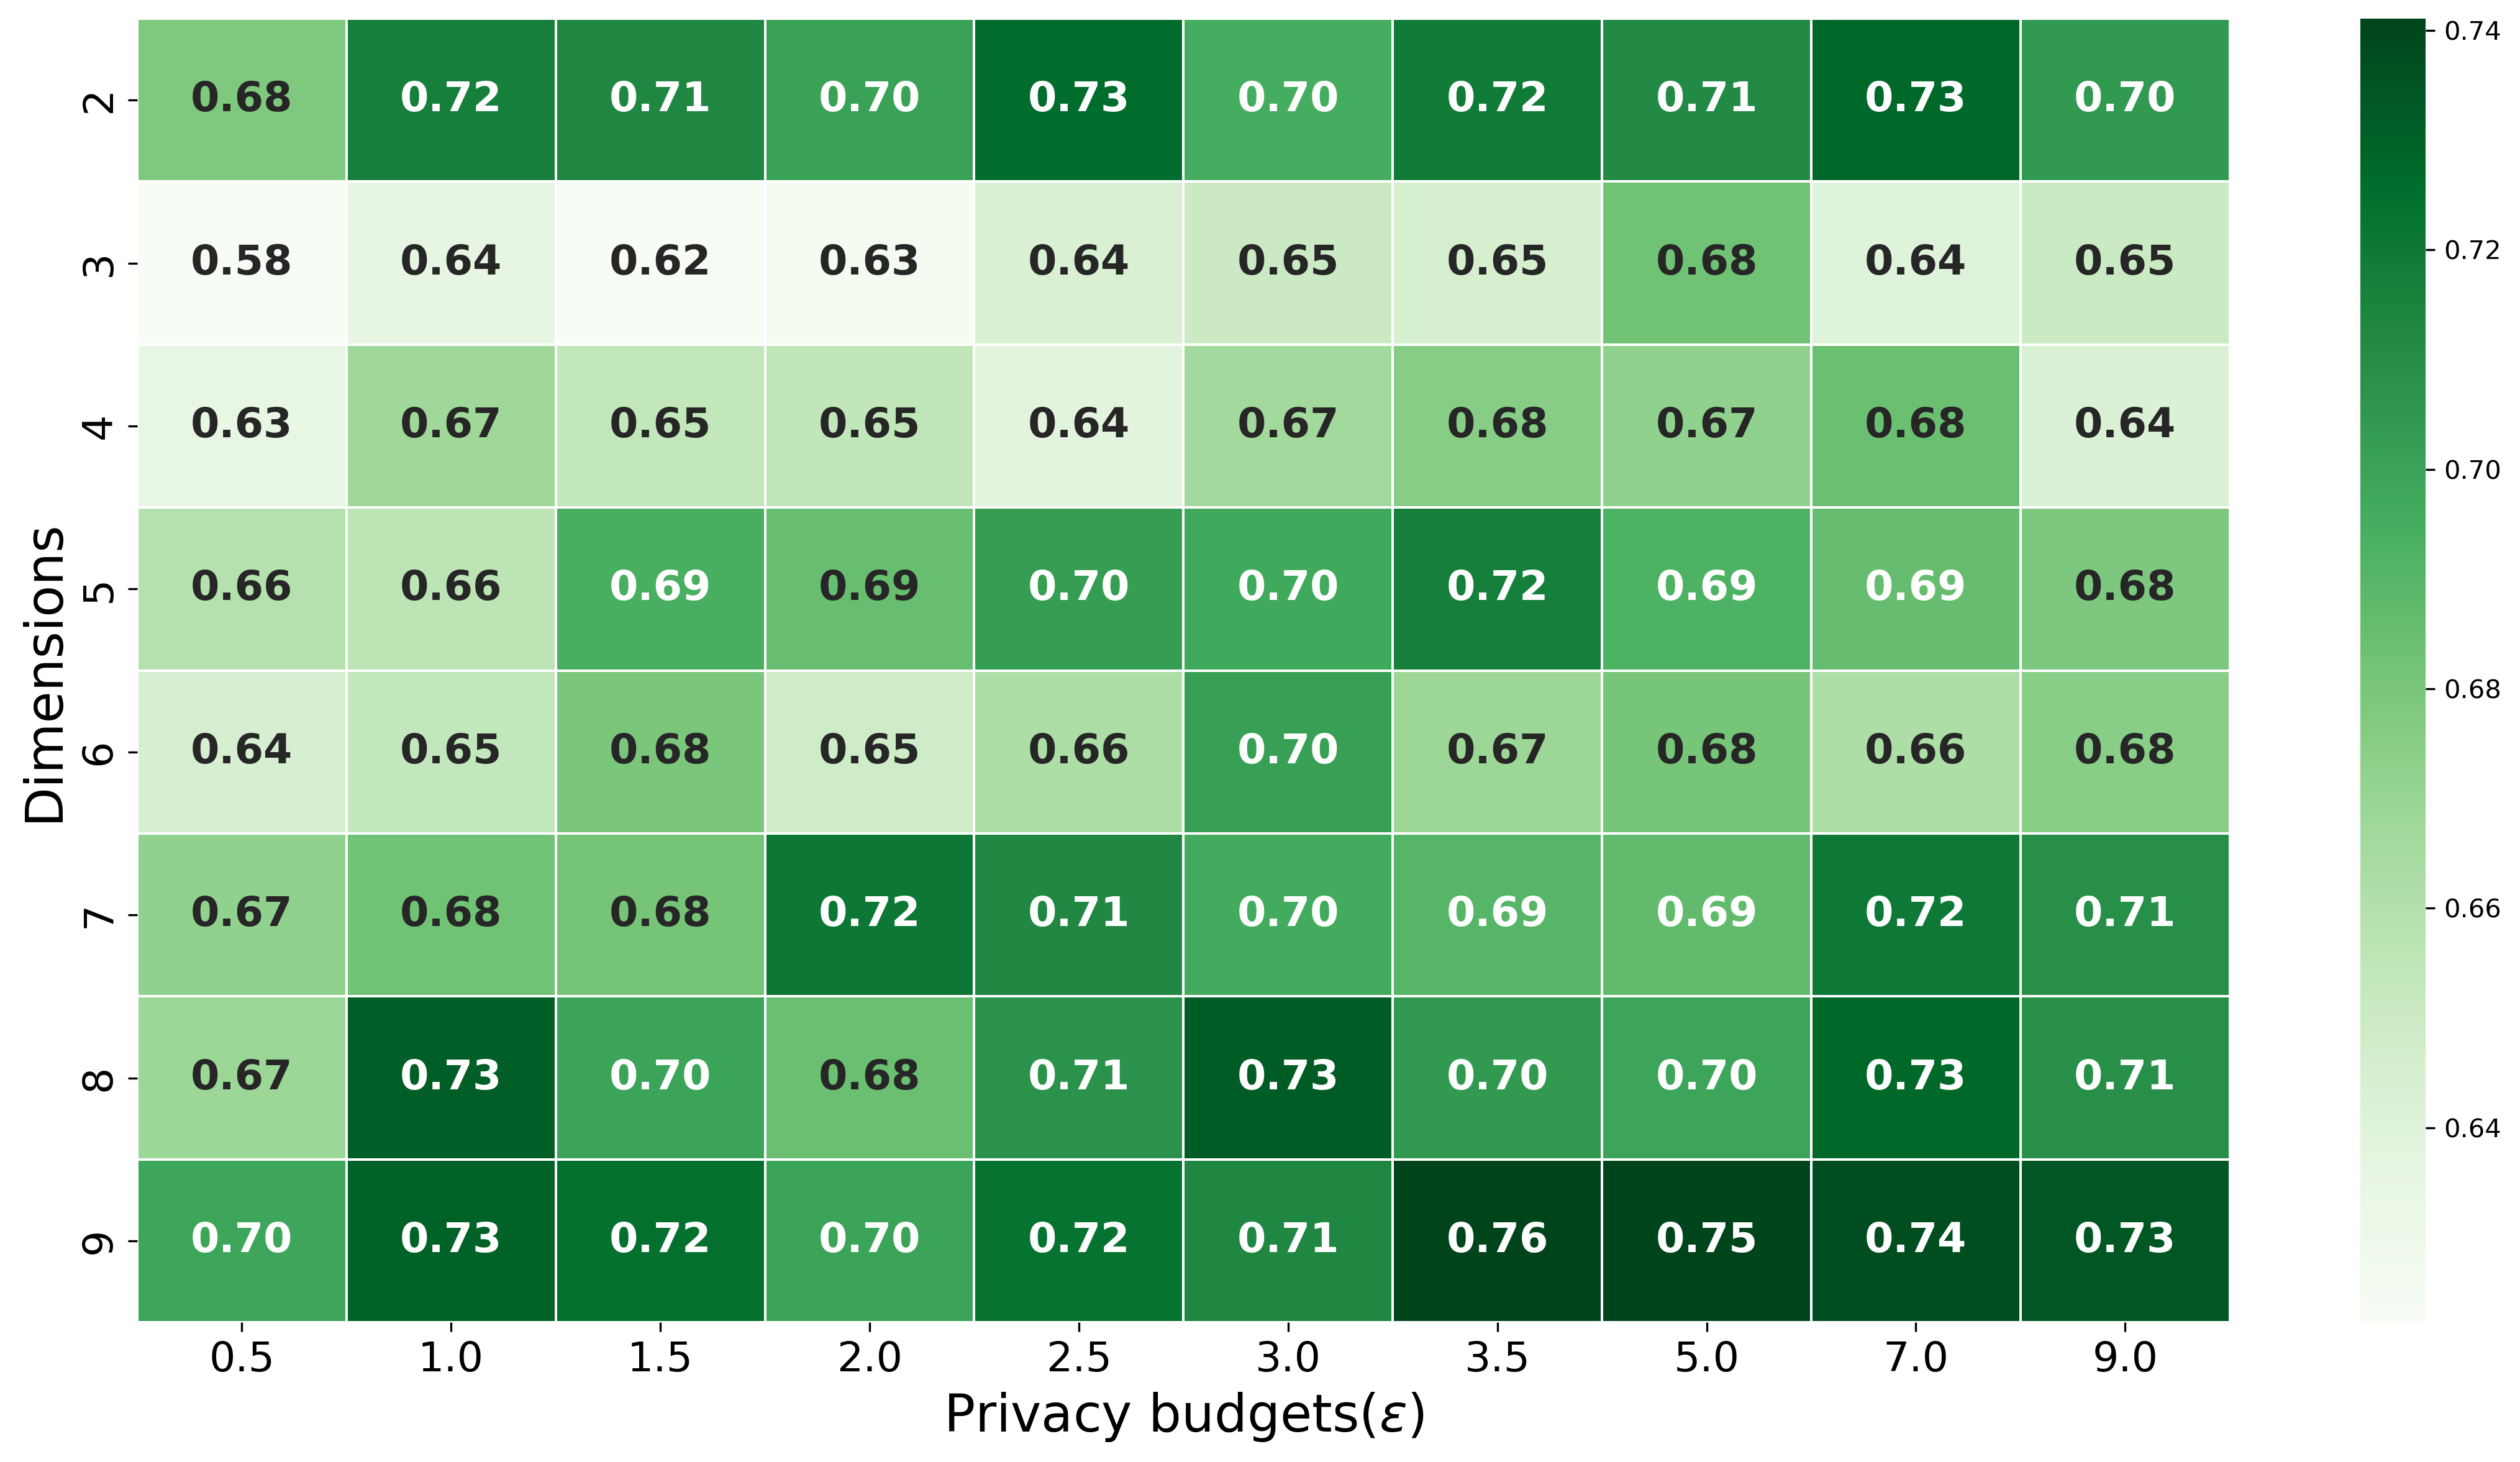 2 0.68 0.72 0.71 0.70 0.73 0.70 0.72 0.71 0.73 0.70
3 0.58 0.64 0.62 0.63 0.64 0.65 0.65 0.68 0.64 0.65
4 0.63 0.67 0.65 0.65 0.64 0.67 0.68 0.67 0.68 0.64
5 0.66 0.66 0.69 0.69 0.70 0.70 0.72 0.69 0.69 0.68
6 0.64 0.65 0.68 0.65 0.66 0.70 0.67 0.68 0.66 0.68
7 0.67 0.68 0.68 0.72 0.71 0.70 0.69 0.69 0.72 0.71
8 0.67 0.73 0.70 0.68 0.71 0.73 0.70 0.70 0.73 0.71
9 0.70 0.73 0.72 0.70 0.72 0.71 0.76 0.75 0.74 0.73
0.5 1.0 1.5 2.0 2.5 3.0 3.5 5.0 7.0 9.0
Privacy budgets(ε)
Dimensions
0.74
0.72
0.70
0.68
0.66
0.64